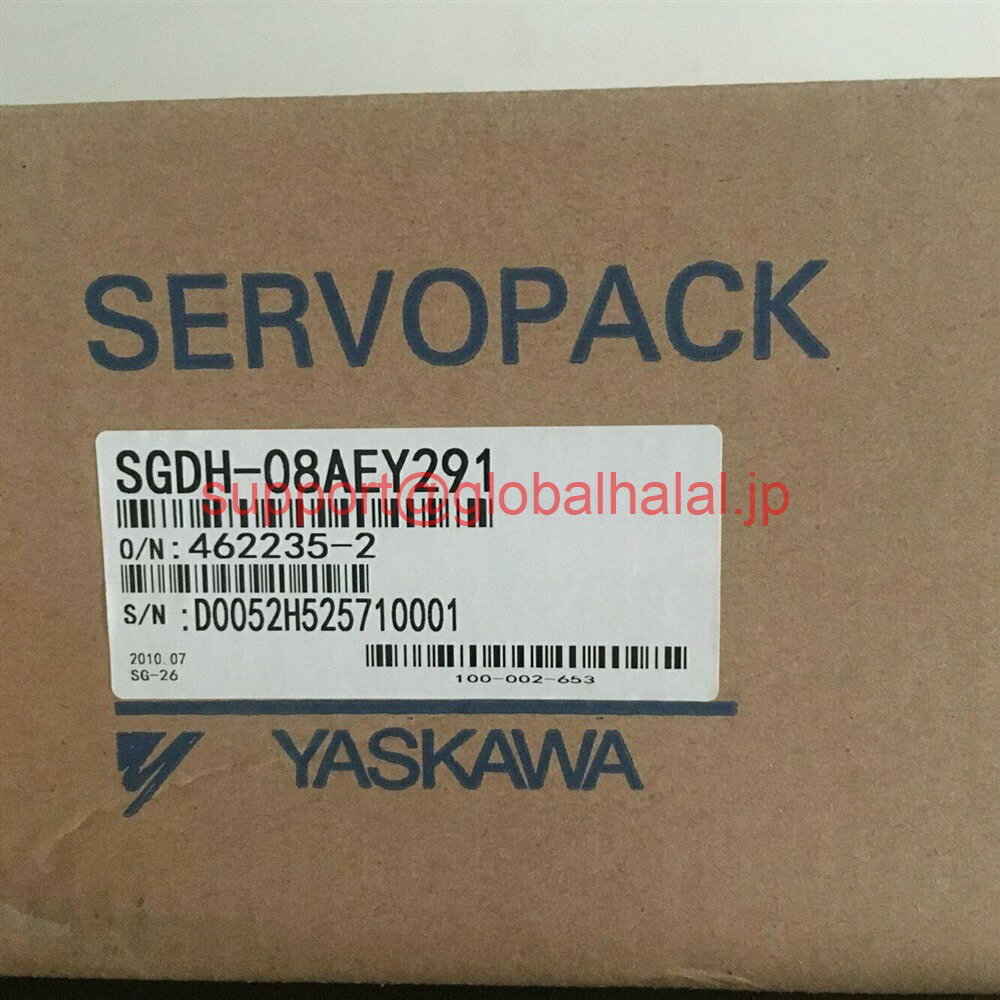 SERVOPACK
SGDH-08AEY291
support@globalhalal.jp
O/N: 462235-2
S/N :D0052H525710001
2010.07
SG-26
100-002-653
YASKAWA